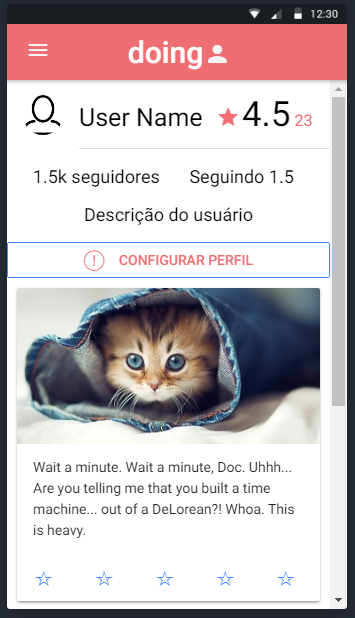 12:30
doing
User Name 4.5 23
1.5k seguidores Seguindo 1.5
Descrição do usuário
CONFIGURAR PERFIL
Wait a minute. Wait a minute, Doc. Uhhh...
Are you telling me that you built a time
machine... out of a DeLorean?! Whoa. This
is heavy.